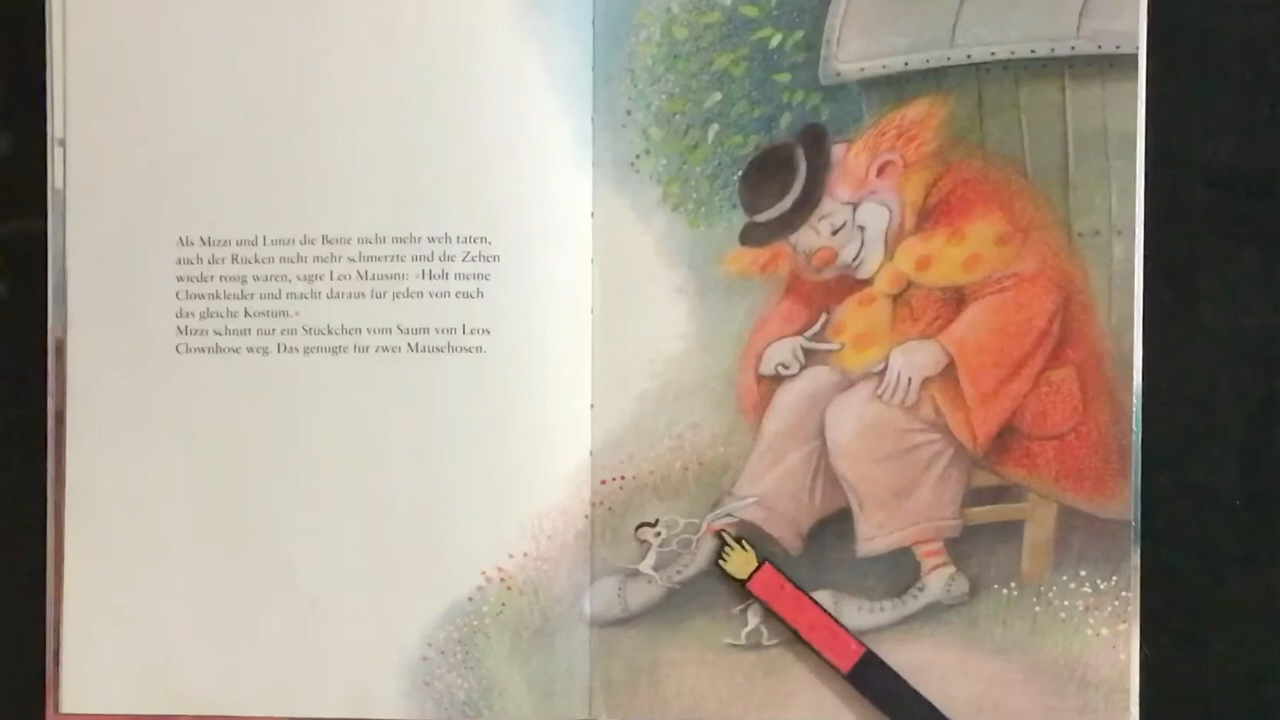 Als Mizzi und Lunzi die Beine nicht mehr weh taten,
auch der Rücken nicht mehr schmerzte und die Zehen
wieder rosig waren, sagte Leo Mausini: »Holt meine
Clownkleider und macht daraus für jeden von euch
das gleiche Kostüm.«
Mizzi schnitt nur ein Stückchen vom Saum von Leos
Clownhose weg. Das genügte für zwei Mausehosen.